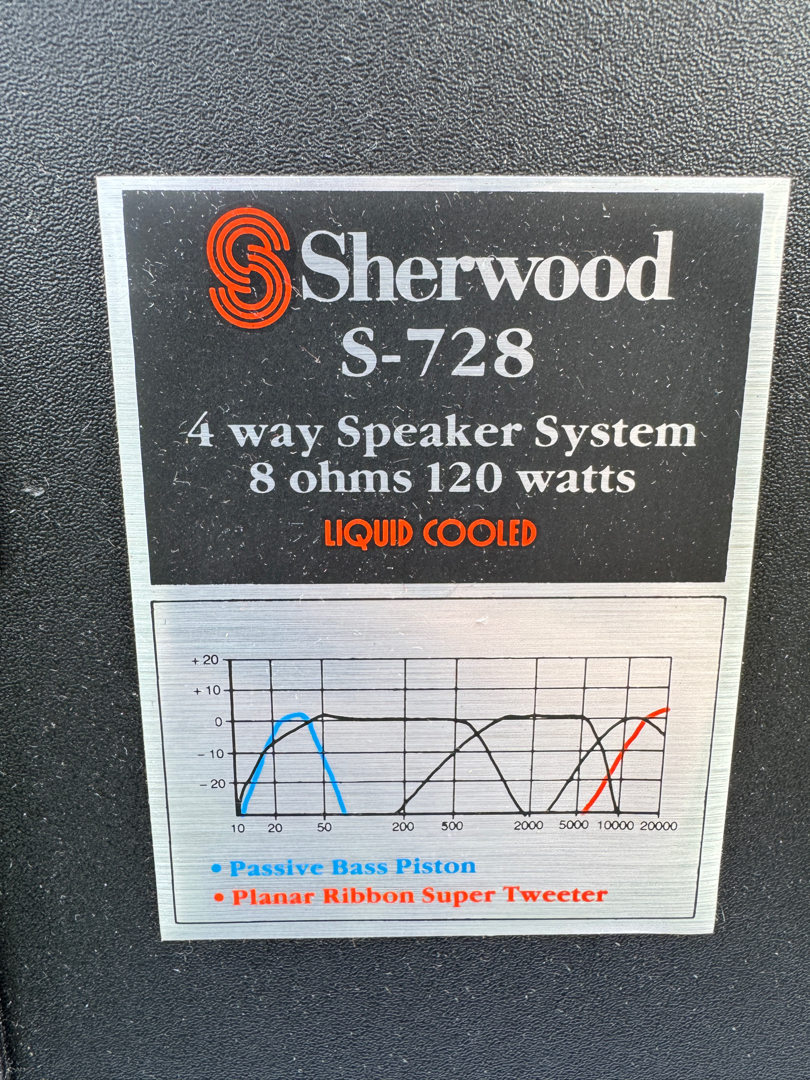 Sherwood
S-728
4 way Speaker System
8 ohms 120 watts
LIQUID COOLED
+ 20
+ 10
0
- 10
- 20
10 20 50 200 500 2000 5000 10000 20000
• Passive Bass Piston
• Planar Ribbon Super Tweeter